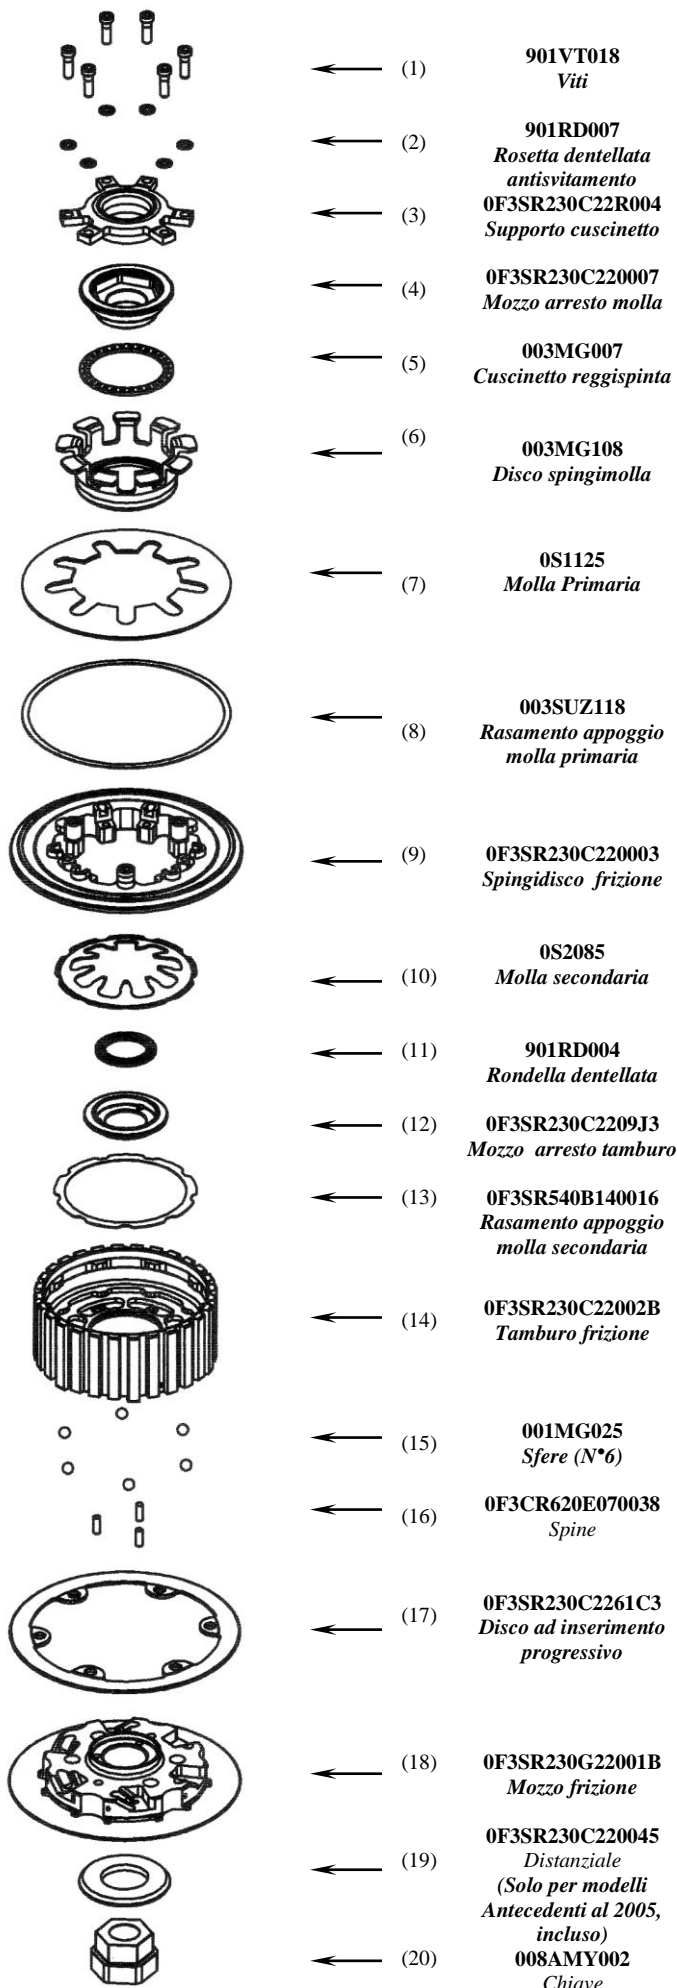 (1)
901VT018
Viti
(2)
901RD007
Rosetta dentellata
antisvitamento
(3)
0F3SR230C22R004
Supporto cuscinetto
(4)
0F3SR230C220007
Mozzo arresto molla
(5)
003MG007
Cuscinetto reggispinta
(6)
003MG108
Disco spingimolla
(7)
0S1125
Molla Primaria
(8)
003SUZ118
Rasamento appoggio
molla primaria
(9)
0F3SR230C220003
Spingidisco frizione
(10)
0S2085
Molla secondaria
(11)
901RD004
Rondella dentellata
(12)
0F3SR230C2209J3
Mozzo arresto tamburo
(13)
0F3SR540B140016
Rasamento appoggio
molla secondaria
(14)
0F3SR230C22002B
Tamburo frizione
(15)
001MG025
Sfere (N°6)
(16)
0F3CR620E070038
Spine
(17)
0F3SR230C2261C3
Disco ad inserimento
progressivo
(18)
0F3SR230G22001B
Mozzo frizione
(19)
0F3SR230C220045
Distanziale
(Solo per modelli
Antecedenti al 2005,
incluso)
(20)
008AMY002
Chiave